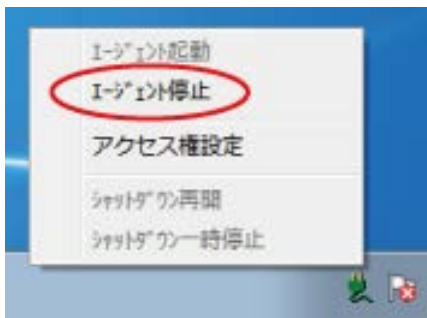 ｴｰｼﾞｪﾝﾄ起動
ｴｰｼﾞｪﾝﾄ停止
アクセス権設定
ｼｬｯﾄﾀﾞｳﾝ再開
ｼｬｯﾄﾀﾞｳﾝ一時停止